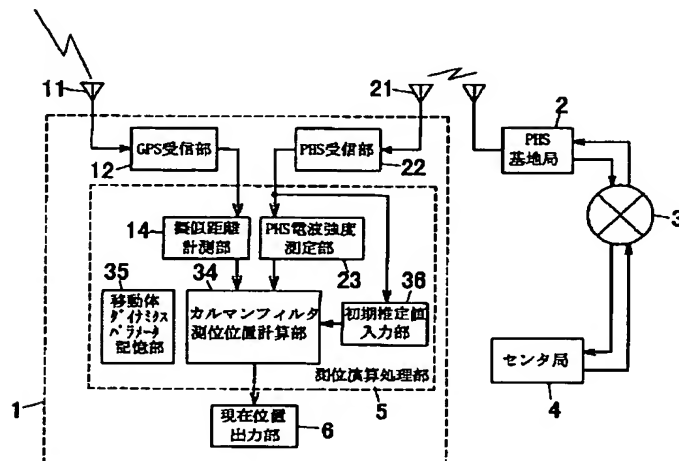 11
21
2
GPS受信部
12
PHS受信部
22
PHS
基地局
3
14
擬似距離
計測部
PHS電波強度
測定部
23
35
34
36
移動体
ダイナミクス
パラメータ
記憶部
カルマンフィルタ
測位位置計算部
初期推定値
入力部
測位演算処理部
センタ局
4
1
5
現在位置
出力部
6